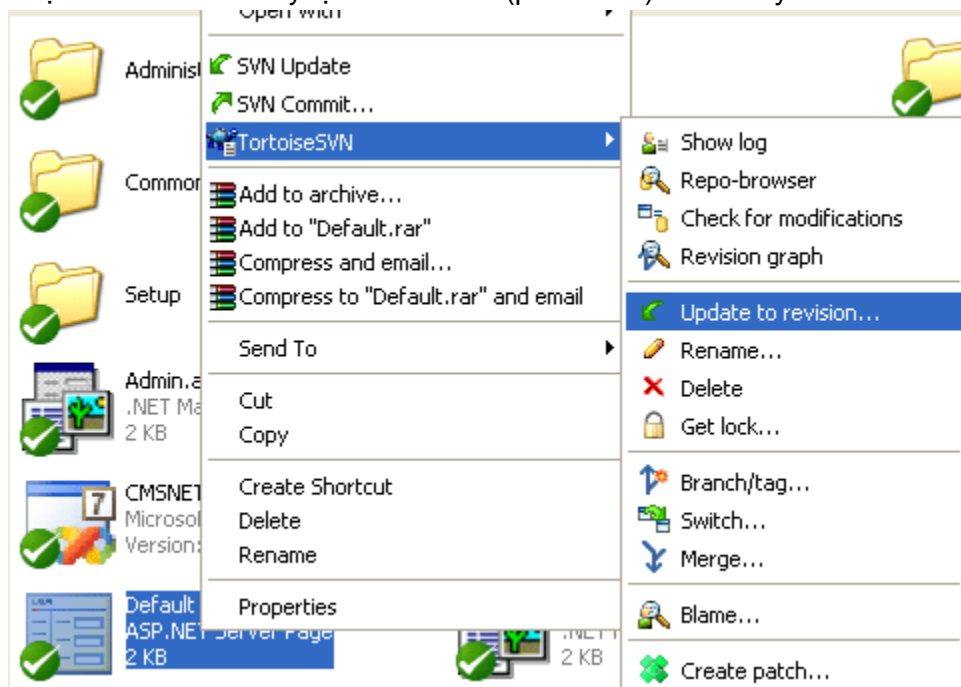 Open With
Administ
SVN Update
SVN Commit...
TortoiseSVN
Show log
Repo-browser
Check for modifications
Revision graph
Common
Add to archive...
Add to "Default.rar"
Compress and email...
Compress to "Default.rar" and email
Setup
Update to revision...
Rename...
Delete
Get lock...
Send To
Admin.a
.NET Ma
2 KB
Cut
Copy
Branch/tag...
Switch...
Merge...
CMSNET
Microsof
Version:
7
Create Shortcut
Delete
Rename
Properties
Blame...
Create patch...
Default
ASP.NET Server Page
2 KB
2 KB